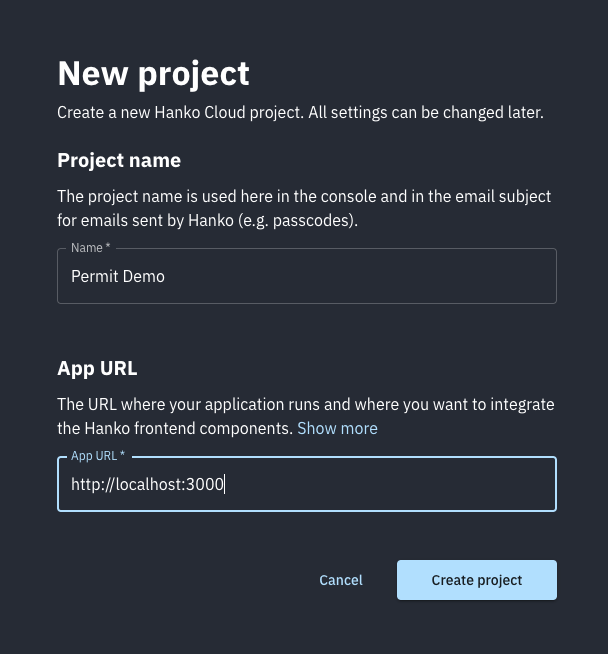 New project
Create a new Hanko Cloud project. All settings can be changed later.
Project name
The project name is used here in the console and in the email subject
for emails sent by Hanko (e.g. passcodes).
Name *
Permit Demo
App URL
The URL where your application runs and where you want to integrate
the Hanko frontend components. Show more
App URL *
http://localhost:3000
Cancel
Create project